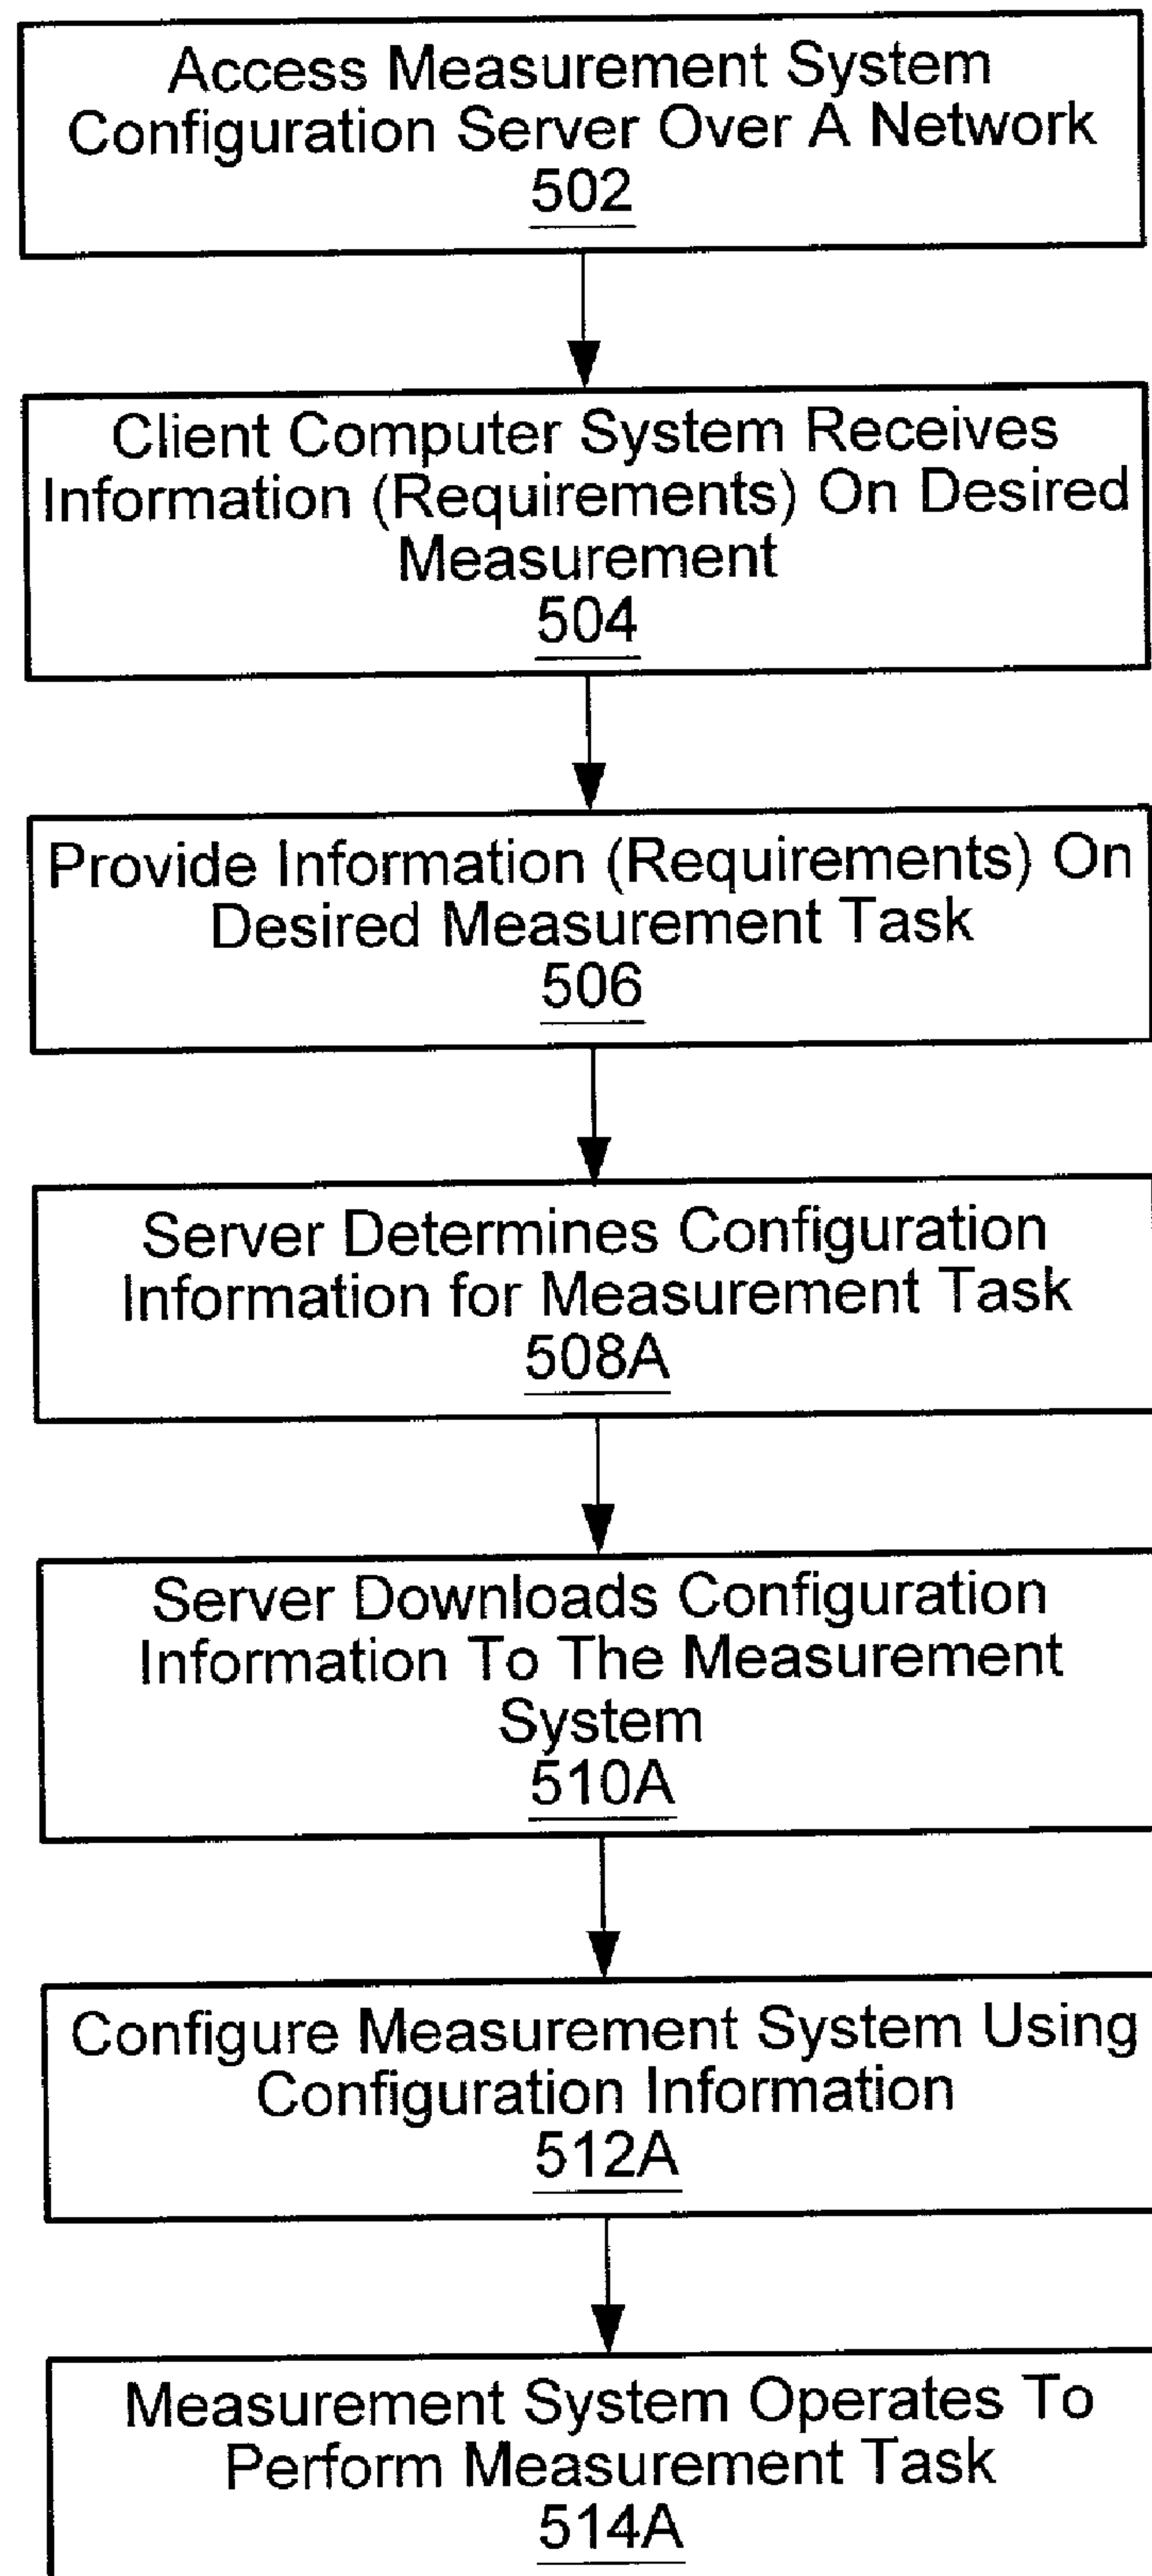 Access Measurement System
Configuration Server Over A Network
502
Client Computer System Receives
Information (Requirements) On Desired
Measurement
504
Provide Information (Requirements) On
Desired Measurement Task
506
Server Determines Configuration
Information for Measurement Task
508A
Server Downloads Configuration
Information To The Measurement
System
510A
Configure Measurement System Using
Configuration Information
512A
Measurement System Operates To
Perform Measurement Task
514A